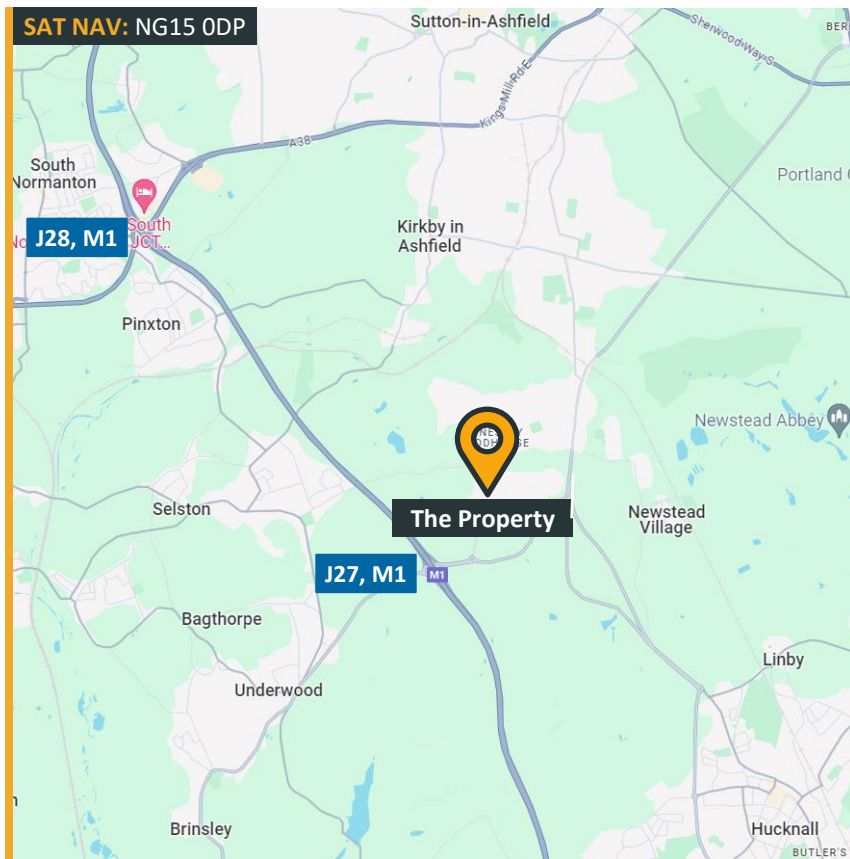 SAT NAV: NG15 0DP
Sutton-in-Ashfield
Sherwood Way S
BER
Kings Mill Rd E
A38
South
Normanton
Portland
South
JCT...
J28, M1
Kirkby in
Ashfield
Pinxton
Newstead Abbey
The Property
Selston
Newstead
Village
J27, M1
M1
Bagthorpe
Linby
Underwood
Brinsley
Hucknall
BUTLER'S